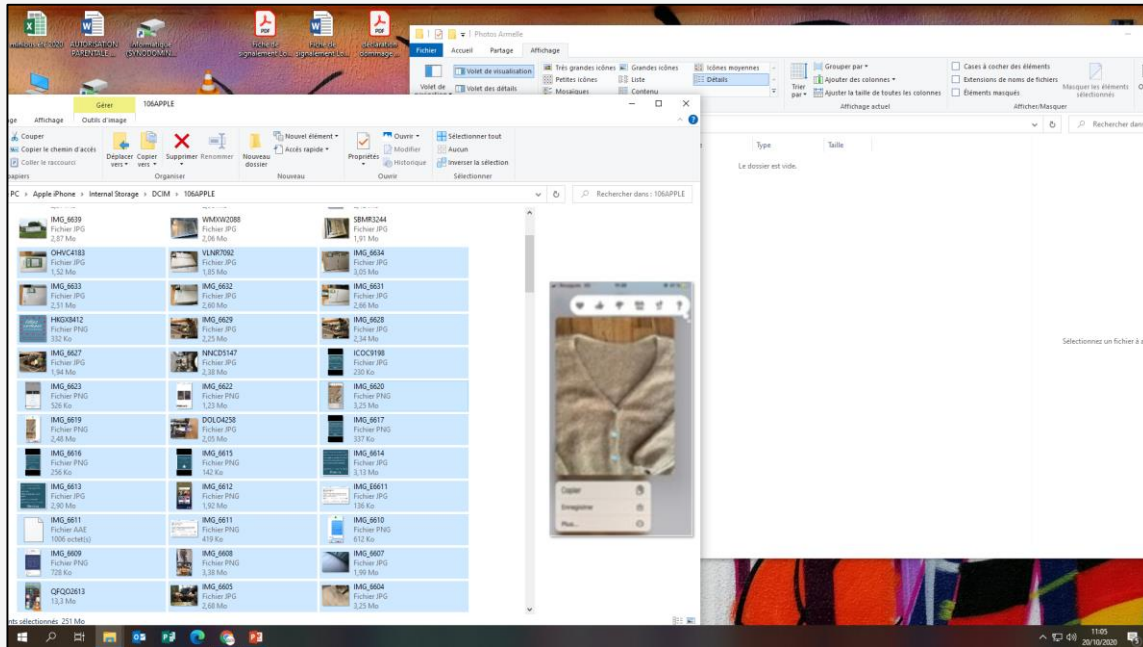 AUTORISATION
PARENTALE ...
Informatique
Fiche de
signalement Lo...
Fiche de
signalement Lo...
déclaration
dommage ...
Photos Armelle
Fichier Accueil Partage Affichage
Volet de visualisation
Volet des détails
Volet de
Très grandes icônes Grandes icônes Icônes moyennes
Petites icônes Liste Détails
Mosaïques Contenu
Trier
par
Grouper par
Ajouter des colonnes
Ajuster la taille de toutes les colonnes
Affichage actuel
Cases à cocher des éléments
Extensions de noms de fichiers
Éléments masqués
Masquer les éléments
sélectionnés
Afficher/Masquer
Rechercher dans
Type Taille
Le dossier est vide.
Sélectionnez un fichier à a
Gérer 106APPLE
Affichage Outils d'image
Couper
Copier le chemin d'accès
Coller le raccourci
Déplacer
vers
Copier
vers
Supprimer
Renommer
Organiser
Nouveau
dossier
Nouvel élément
Accès rapide
Nouveau
Propriétés
Ouvrir
Modifier
Historique
Ouvrir
Sélectionner tout
Aucun
Inverser la sélection
Sélectionner
PC > Apple iPhone > Internal Storage > DCIM > 106APPLE
Rechercher dans : 106APPLE
IMG_6639 WMXW2088 SBMR3244
Fichier JPG Fichier JPG Fichier JPG
2,87 Mo 2,06 Mo 1,91 Mo
OHVC4183 VLNR7092 IMG_6634
Fichier JPG Fichier JPG Fichier JPG
1,52 Mo 1,85 Mo 3,05 Mo
IMG_6633 IMG_6632 IMG_6631
Fichier JPG Fichier JPG Fichier JPG
2,51 Mo 2,60 Mo 2,66 Mo
HKGX8412 IMG_6629 IMG_6628
Fichier PNG Fichier JPG Fichier JPG
332 Ko 2,25 Mo 2,34 Mo
IMG_6627 NNCD5147 ICOC9198
Fichier JPG Fichier JPG Fichier JPG
1,94 Mo 2,38 Mo 230 Ko
IMG_6623 IMG_6622 IMG_6620
Fichier PNG Fichier PNG Fichier PNG
526 Ko 1,23 Mo 3,25 Mo
IMG_6619 DOLO4258 IMG_6617
Fichier PNG Fichier JPG Fichier PNG
2,48 Mo 2,05 Mo 337 Ko
IMG_6616 IMG_6615 IMG_6614
Fichier PNG Fichier PNG Fichier JPG
256 Ko 142 Ko 3,13 Mo
IMG_6613 IMG_6612 IMG_E6611
Fichier JPG Fichier PNG Fichier JPG
2,90 Mo 1,92 Mo 136 Ko
IMG_6611 IMG_6611 IMG_6610
Fichier AAE Fichier PNG Fichier PNG
1006 octet(s) 419 Ko 612 Ko
IMG_6609 IMG_6608 IMG_6607
Fichier PNG Fichier PNG Fichier JPG
728 Ko 3,38 Mo 1,99 Mo
QFQO2613 IMG_6605 IMG_6604
13,3 Mo Fichier JPG Fichier JPG
2,68 Mo 3,25 Mo
Copier
Enregistrer
Plus...
nts sélectionnés 251 Mo
11:05
20/10/2020